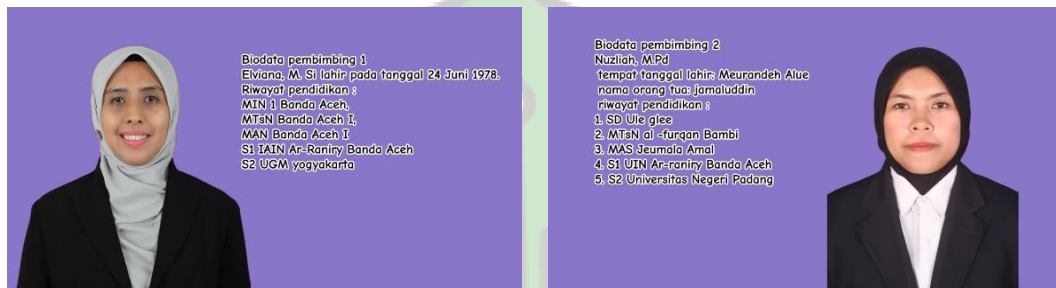 Biodata pembimbing 1
Elviana, M. Si lahir pada tanggal 24 Juni 1978.
Riwayat pendidikan :
MIN 1 Banda Aceh,
MTsN Banda Aceh I,
MAN Banda Aceh I
S1 IAIN Ar-Raniry Banda Aceh
S2 UGM yogyakarta
Biodata pembimbing 2
Nuzliah, M.Pd
tempat tanggal lahir: Meurandeh Alue
nama orang tua: jamaluddin
riwayat pendidikan :
1. SD Ule glee
2. MTsN al -furqan Bambi
3. MAS Jeumala Amal
4. S1 UIN Ar-raniry Banda Aceh
5. S2 Universitas Negeri Padang